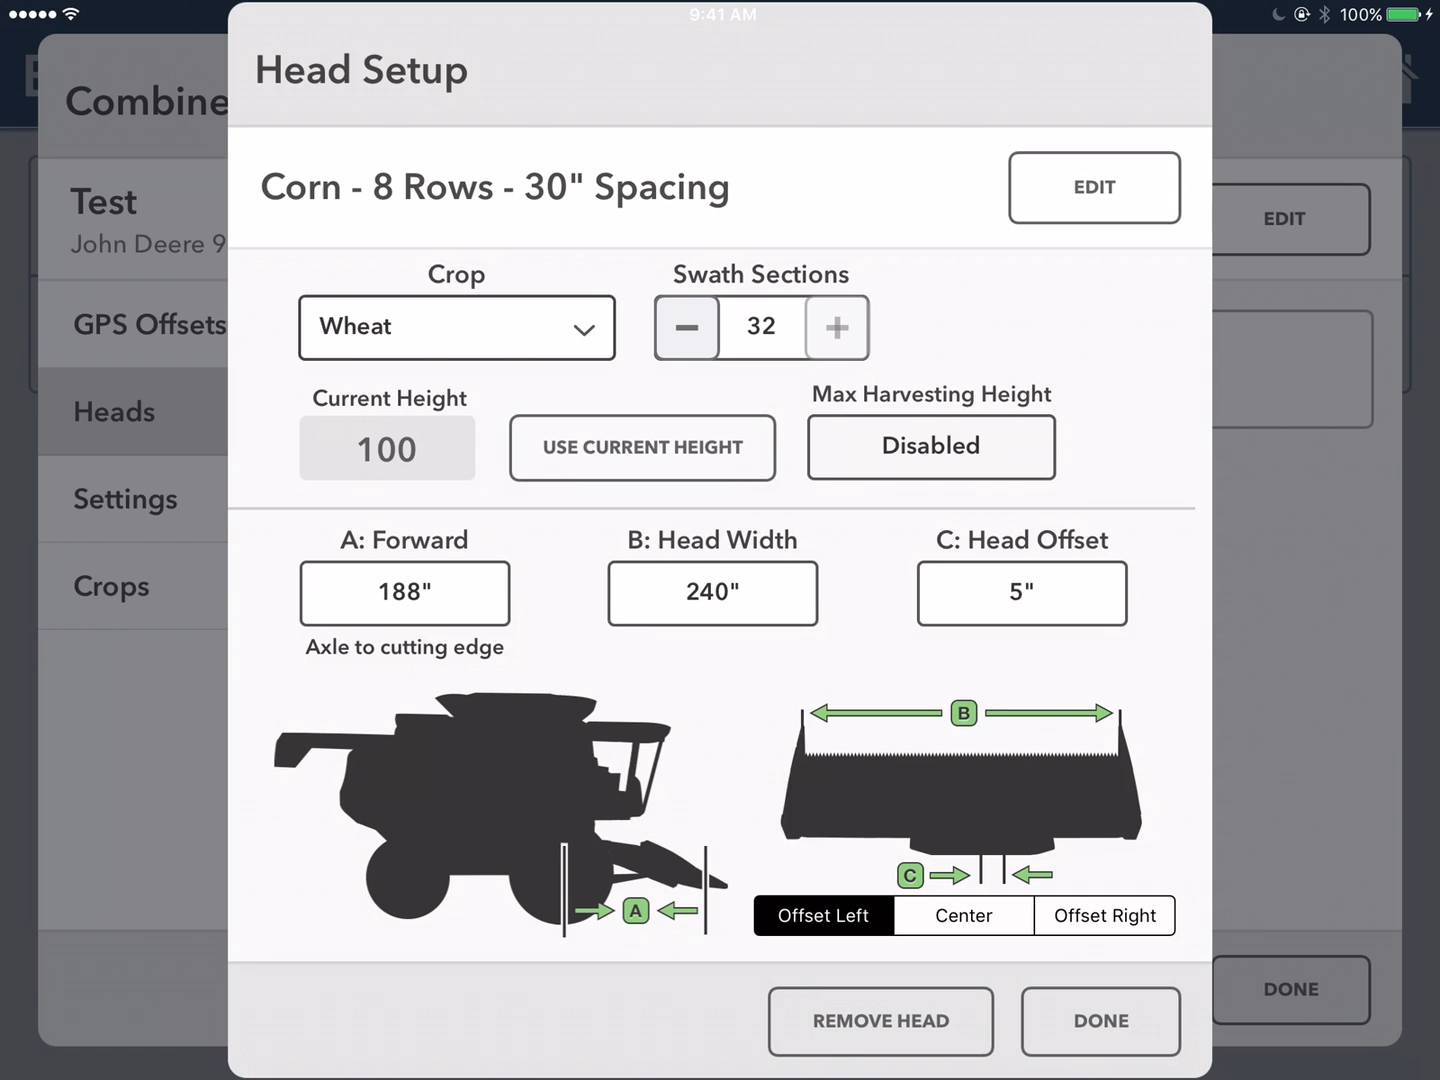 9:41 AM
100%
Head Setup
Combine
Corn - 8 Rows - 30" Spacing
EDIT
Test
John Deere 9
EDIT
Crop
Swath Sections
Wheat
− 32 +
GPS Offsets
Current Height
Max Harvesting Height
Heads
100
USE CURRENT HEIGHT
Disabled
Settings
A: Forward
B: Head Width
C: Head Offset
188"
240"
5"
Crops
Axle to cutting edge
B
C
A
Offset Left
Center
Offset Right
REMOVE HEAD
DONE
DONE